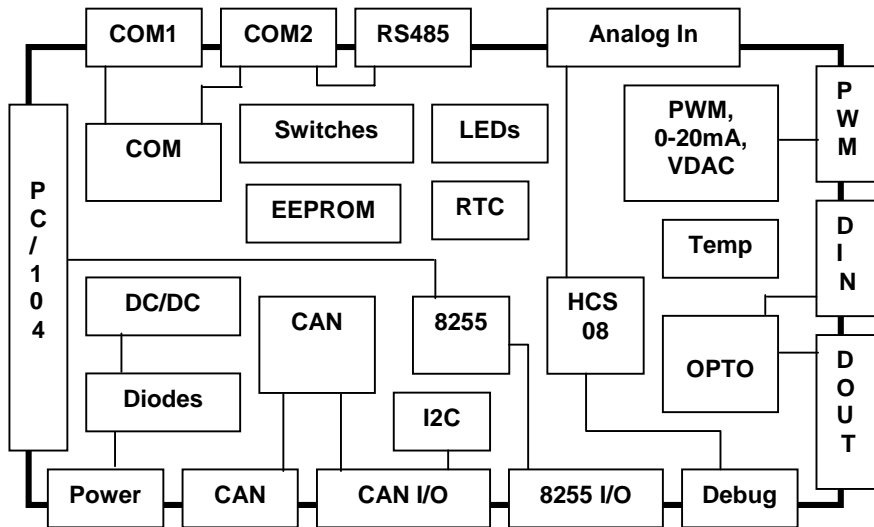 COM1
COM2
RS485
Analog In
COM
Switches
LEDs
PWM,
0-20mA,
VDAC
P
W
M
EEPROM
RTC
P
C
/
1
0
4
Temp
D
I
N
DC/DC
CAN
8255
HCS
08
OPTO
D
O
U
T
Diodes
I2C
Power
CAN
CAN I/O
8255 I/O
Debug